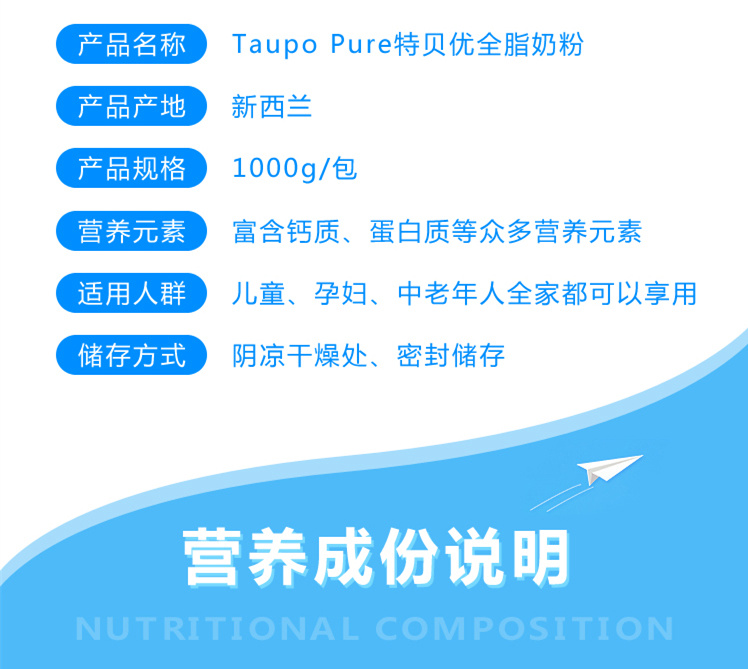 产品名称 Taupo Pure特贝优全脂奶粉
产品产地 新西兰
产品规格 1000g/包
营养元素 富含钙质、蛋白质等众多营养元素
适用人群 儿童、孕妇、中老年人全家都可以享用
储存方式 阴凉干燥处、密封储存
营养成份说明
NUTRITIONAL COMPOSITION